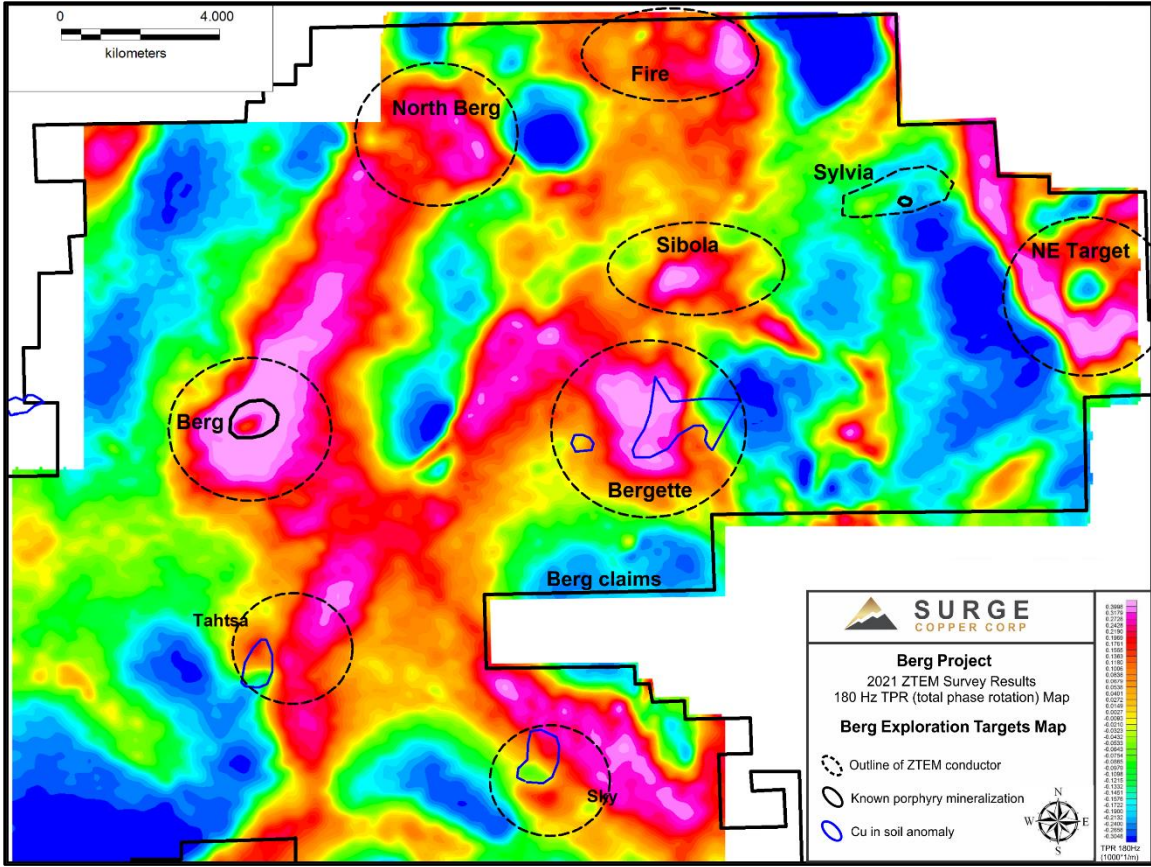 0
4.000
kilometers
Fire
North Berg
Sylvia
Sibola
NE Target
Berg
Bergette
Berg claims
Tahtsa
Sky
SURGE
COPPER CORP
Berg Project
2021 ZTEM Survey Results
180 Hz TPR (total phase rotation) Map
Berg Exploration Targets Map
Outline of ZTEM conductor
Known porphyry mineralization
Cu in soil anomaly
N
W
E
S
TPR 180Hz
(1000*1/m)